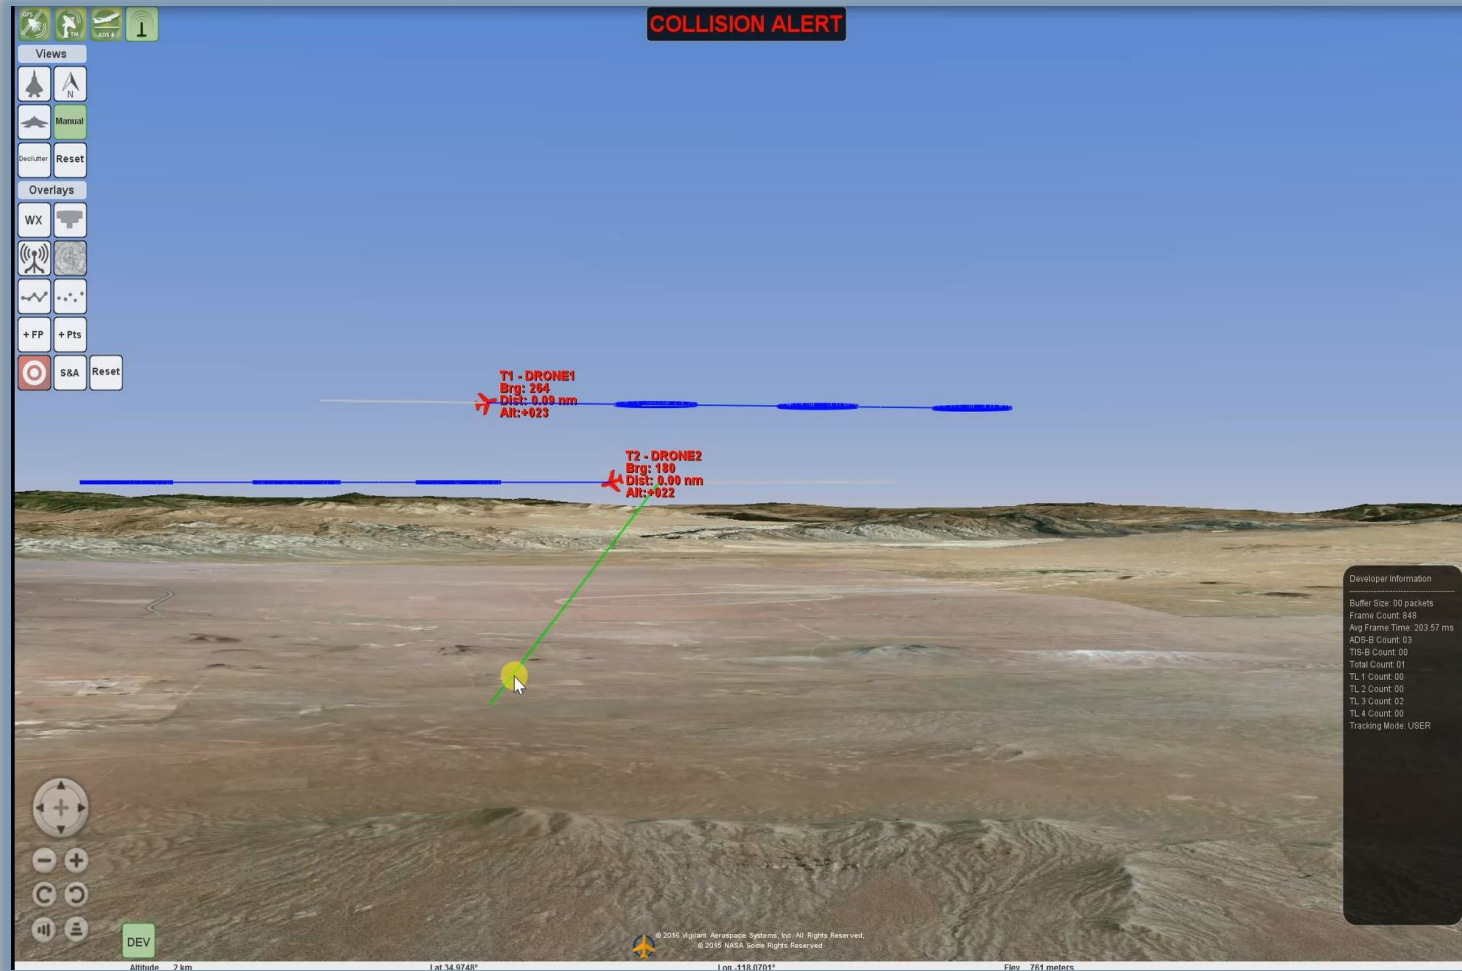 COLLISION ALERT
GPS
TM
ADS-B
Views
N
Manual
Declutter
Reset
Overlays
WX
+ FP
+ Pts
S&A
Reset
T1 - DRONE1
Brg: 264
Dist: 0.09 nm
Alt:+023
T2 - DRONE2
Brg: 180
Dist: 0.00 nm
Alt:+022
Developer Information
Buffer Size: 00 packets
Frame Count: 848
Avg Frame Time: 203.57 ms
ADS-B Count: 03
TIS-B Count: 00
Total Count: 01
TL 1 Count: 00
TL 2 Count: 00
TL 3 Count: 02
TL 4 Count: 00
Tracking Mode: USER
DEV
© 2016 Vigilant Aerospace Systems, Inc. All Rights Reserved.
© 2015 NASA Some Rights Reserved
Altitude 2 km Lat 34.9748° Lon -118.0701° Elev 761 meters